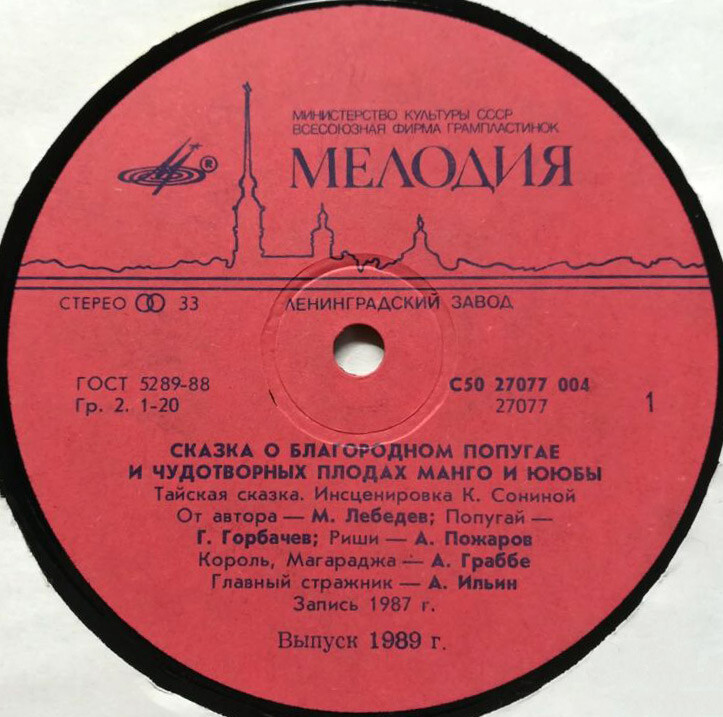 МИНИСТЕРСТВО КУЛЬТУРЫ СССР
ВСЕСОЮЗНАЯ ФИРМА ГРАМПЛАСТИНОК
МЕЛОДИЯ
®
СТЕРЕО 33 ЛЕНИНГРАДСКИЙ ЗАВОД
ГОСТ 5289-88 С50 27077 004
Гр. 2. 1-20 27077 1
СКАЗКА О БЛАГОРОДНОМ ПОПУГАЕ
И ЧУДОТВОРНЫХ ПЛОДАХ МАНГО И ЮЮБЫ
Тайская сказка. Инсценировка К. Сониной
От автора — М. Лебедев; Попугай —
Г. Горбачев; Риши — А. Пожаров
Король, Магараджа — А. Граббе
Главный стражник — А. Ильин
Запись 1987 г.
Выпуск 1989 г.